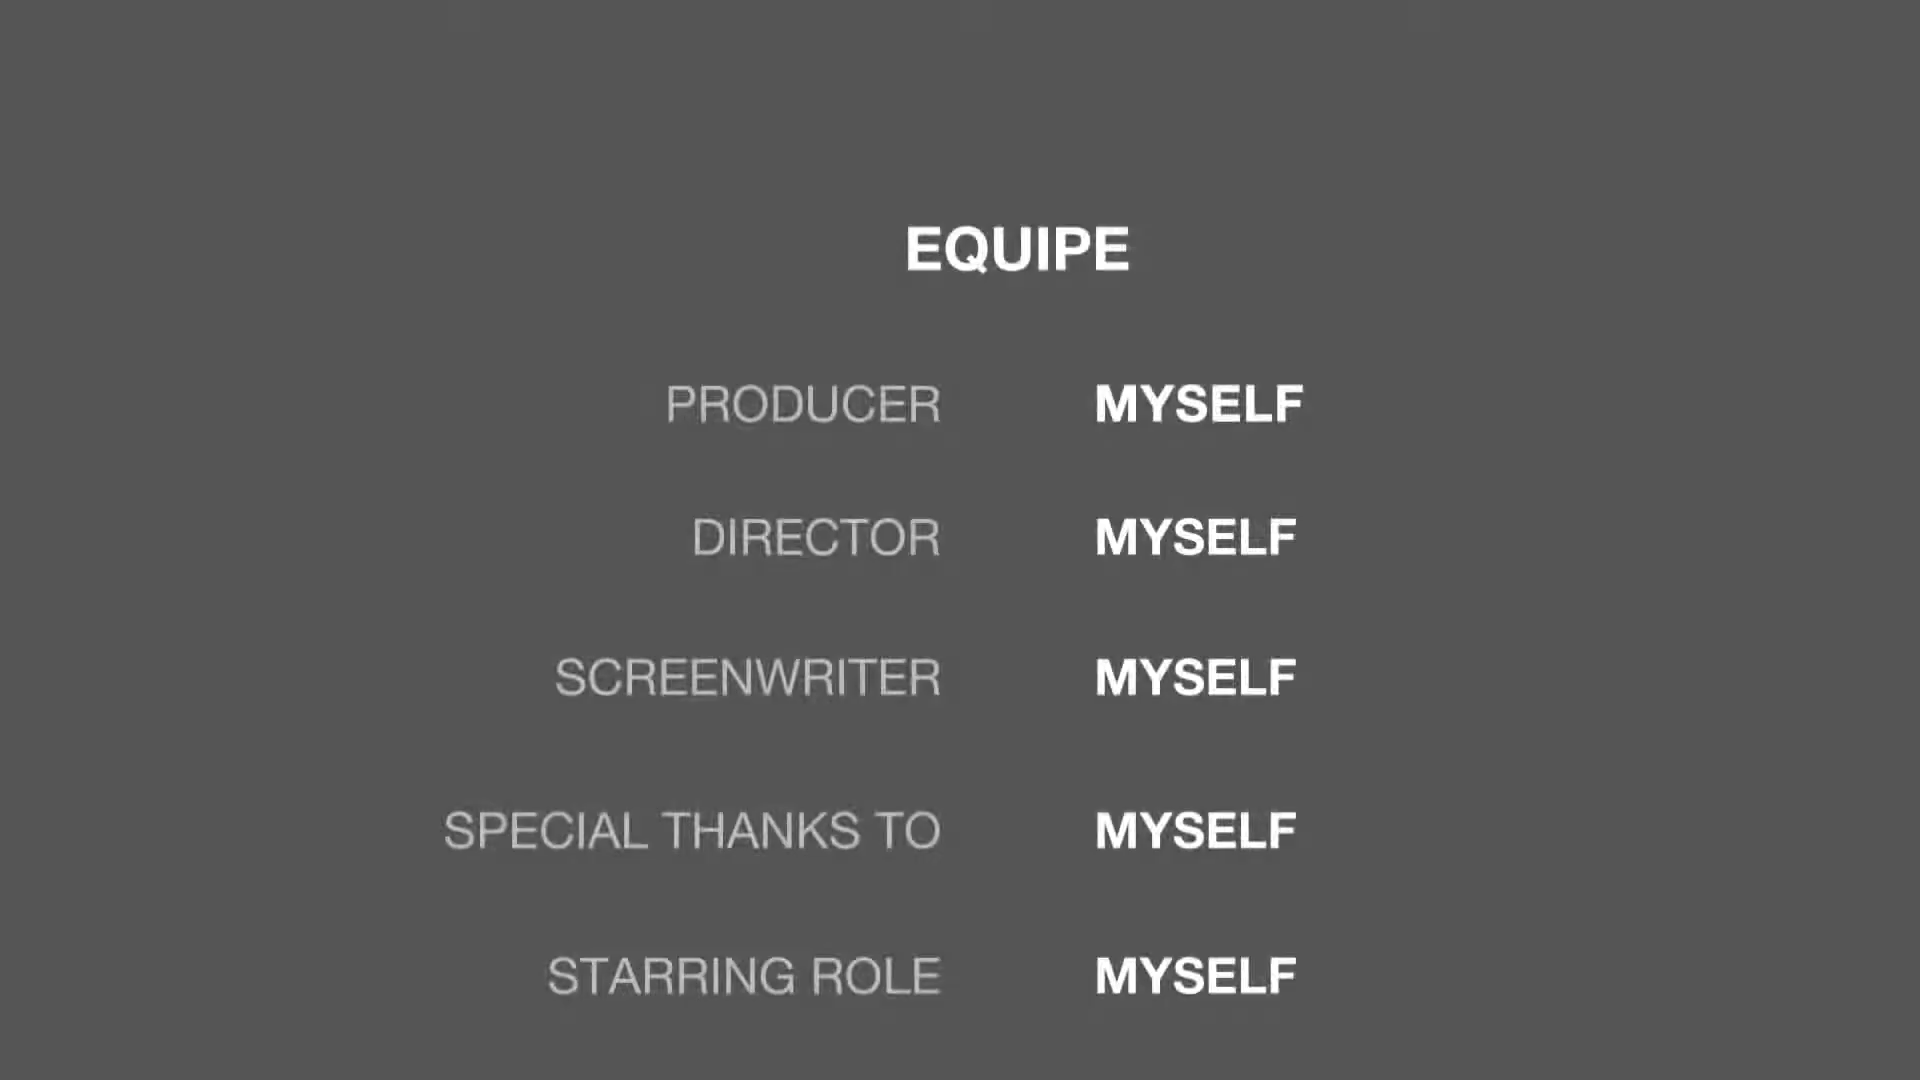 EQUIPE
PRODUCER MYSELF
DIRECTOR MYSELF
SCREENWRITER MYSELF
SPECIAL THANKS TO MYSELF
STARRING ROLE MYSELF